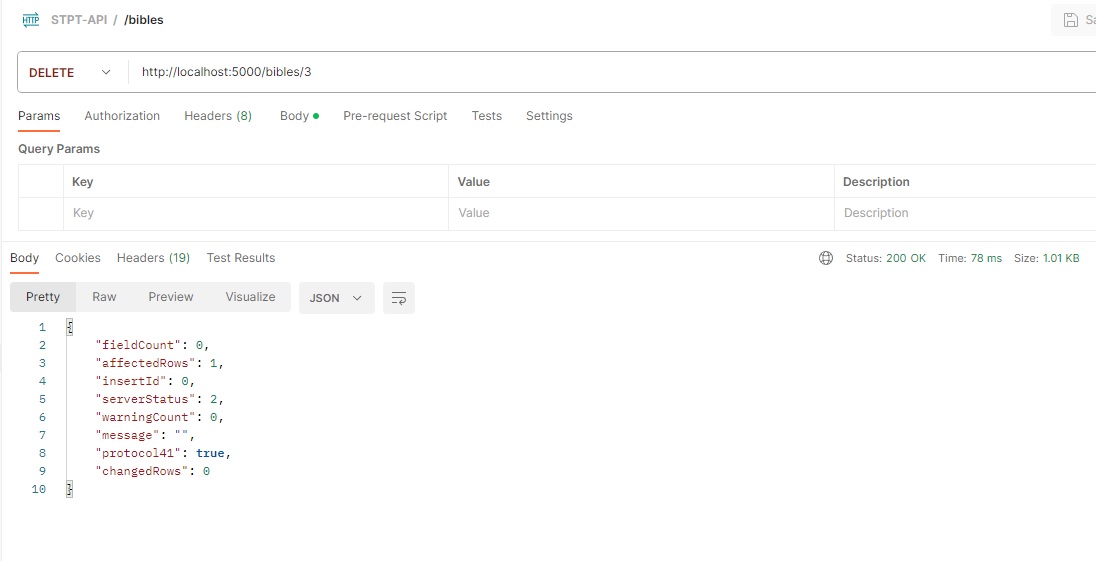 HTTP STPT-API / /bibles Sa
DELETE http://localhost:5000/bibles/3
Params Authorization Headers (8) Body Pre-request Script Tests Settings
Query Params
Key Value Description
Key Value Description
Body Cookies Headers (19) Test Results Status: 200 OK Time: 78 ms Size: 1.01 KB
Pretty Raw Preview Visualize JSON
1 {
2 "fieldCount": 0,
3 "affectedRows": 1,
4 "insertId": 0,
5 "serverStatus": 2,
6 "warningCount": 0,
7 "message": "",
8 "protocol41": true,
9 "changedRows": 0
10 }